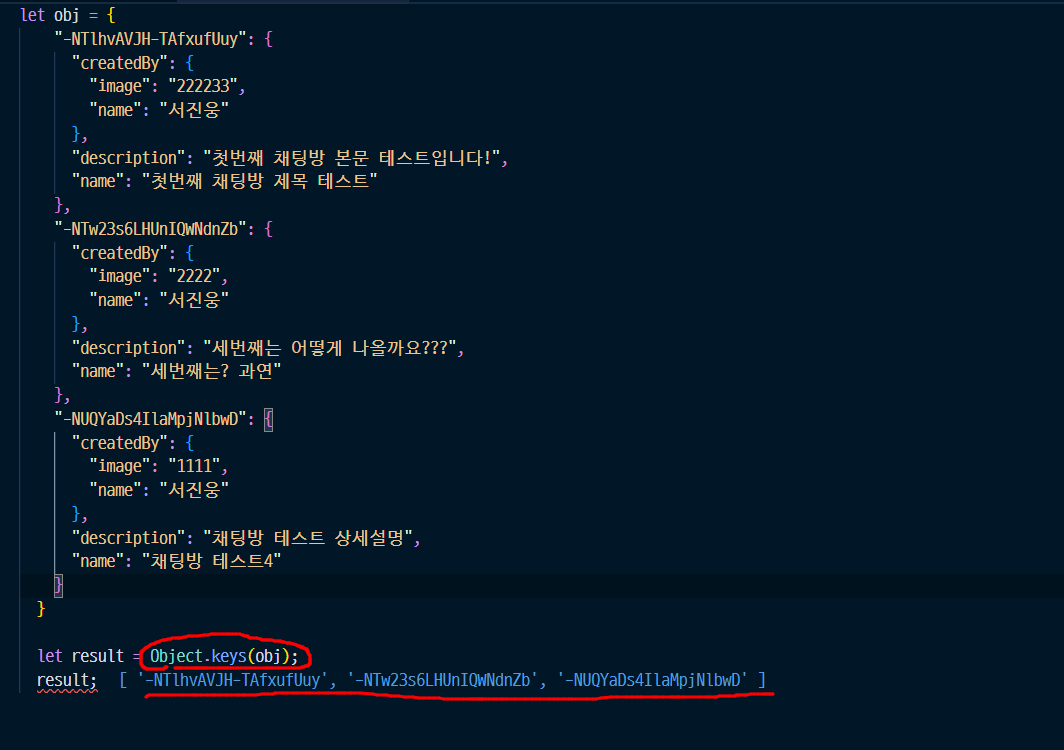 let obj = {
"-NTlhvAVJH-TAfxufUuy": {
"createdBy": {
"image": "222233",
"name": "서진웅"
},
"description": "첫번째 채팅방 본문 테스트입니다!",
"name": "첫번째 채팅방 제목 테스트"
},
"-NTw23s6LHUnIQWNdnZb": {
"createdBy": {
"image": "2222",
"name": "서진웅"
},
"description": "세번째는 어떻게 나올까요???",
"name": "세번째는? 과연"
},
"-NUQYaDs4IlaMpjNlbwD": {
"createdBy": {
"image": "1111",
"name": "서진웅"
},
"description": "채팅방 테스트 상세설명",
"name": "채팅방 테스트4"
}
}
let result = Object.keys(obj);
result; [ '-NTlhvAVJH-TAfxufUuy', '-NTw23s6LHUnIQWNdnZb', '-NUQYaDs4IlaMpjNlbwD' ]